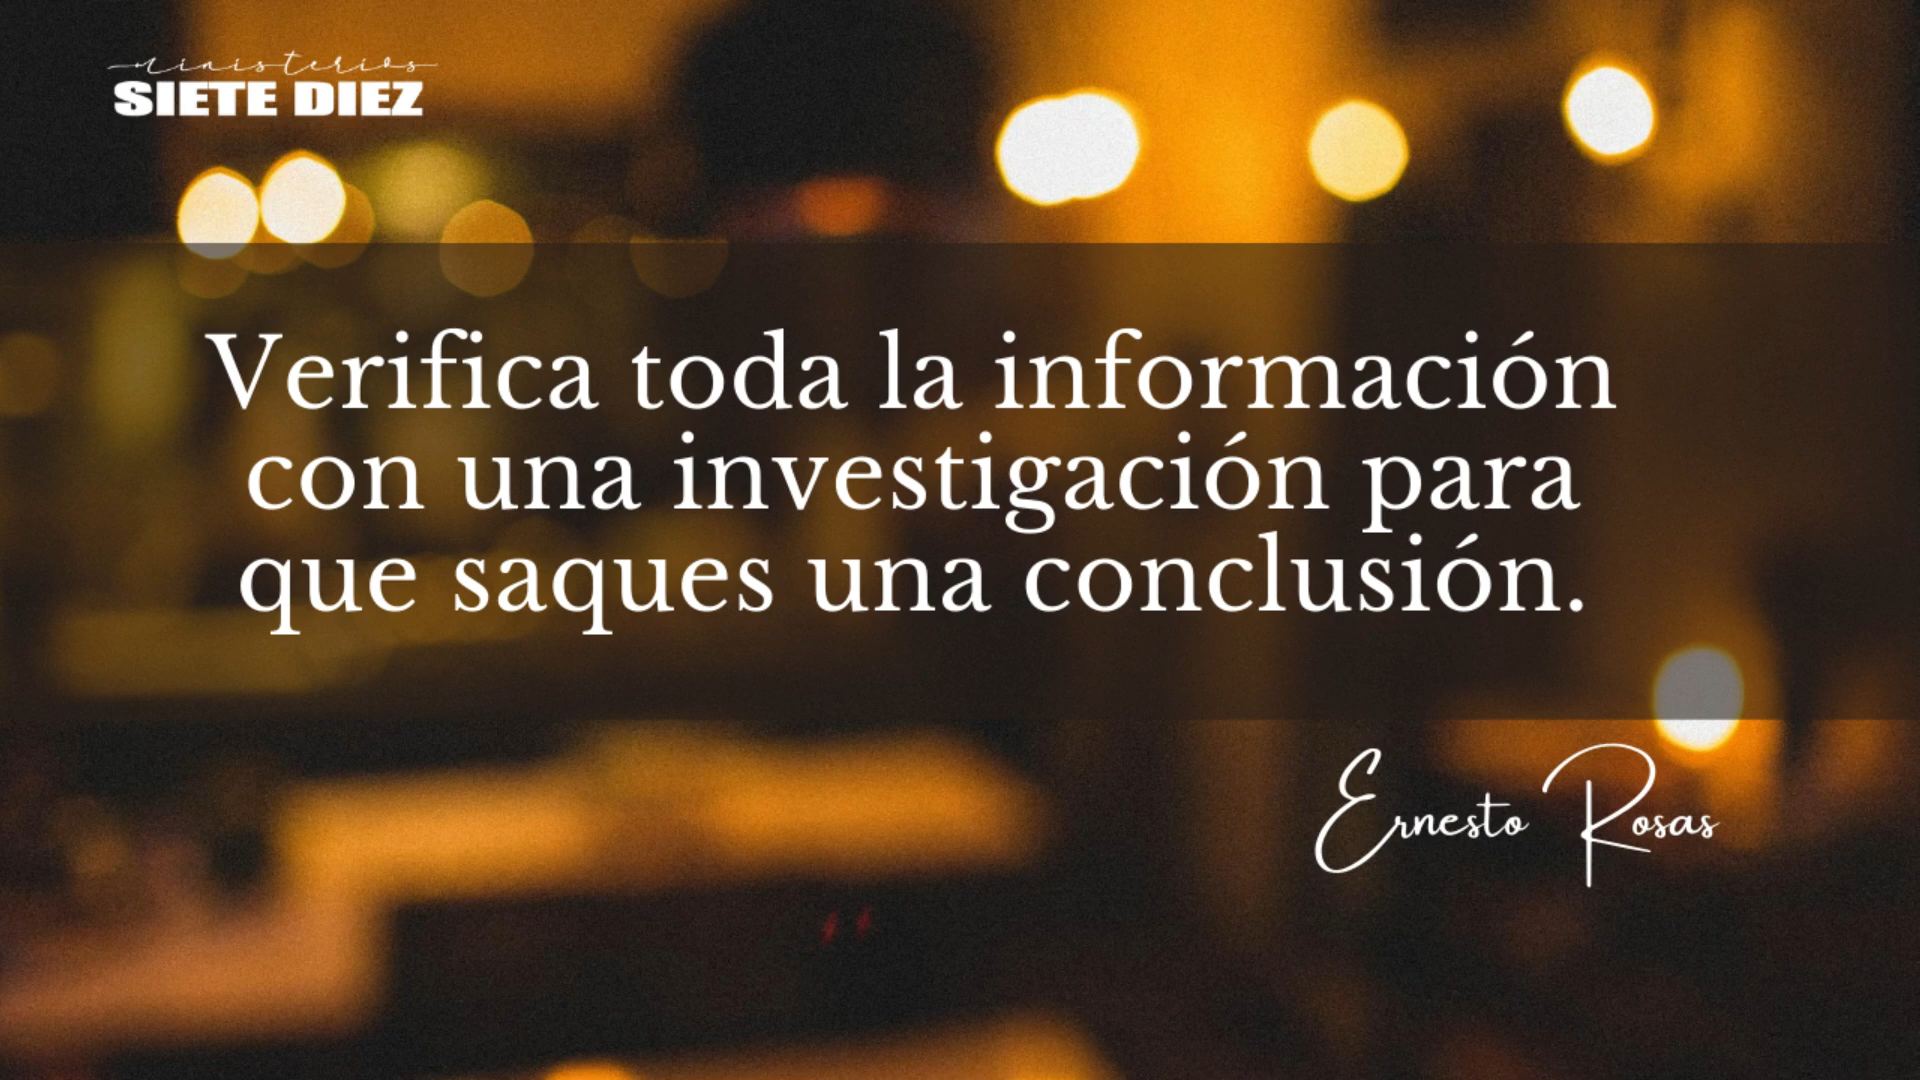 ministerios
SIETE DIEZ
Verifica toda la información
con una investigación para
que saques una conclusión.
Ernesto Rosas